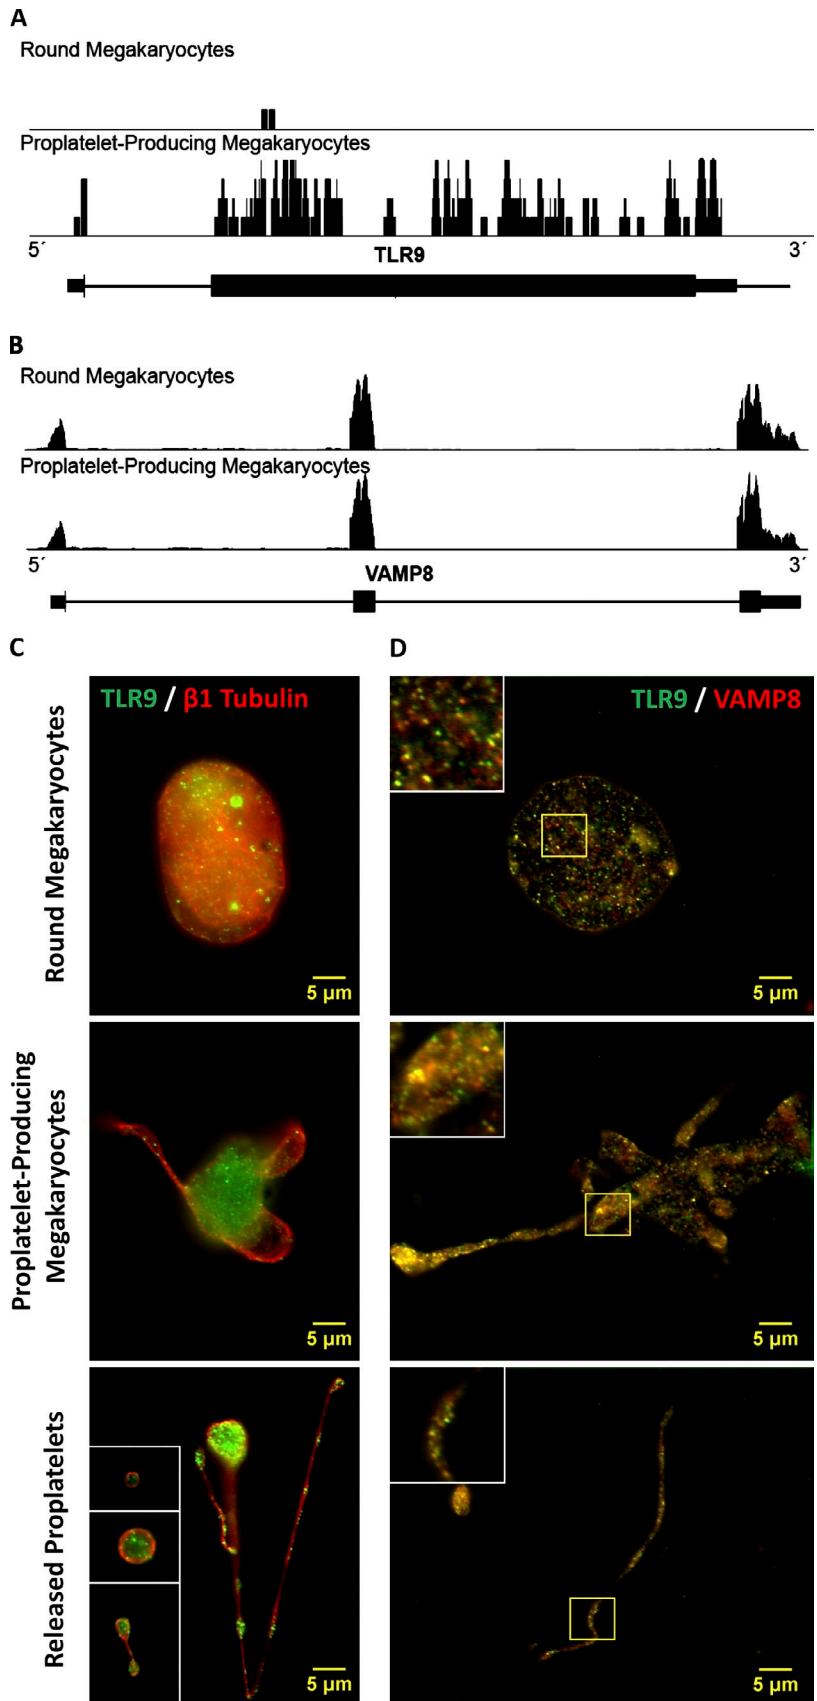 A
Round Megakaryocytes
Proplatelet-Producing Megakaryocytes
5´ 3´
TLR9
B
Round Megakaryocytes
Proplatelet-Producing Megakaryocytes
5´ 3´
VAMP8
C D
TLR9 / β1 Tubulin
TLR9 / VAMP8
Round Megakaryocytes
5 µm
5 µm
Proplatelet-Producing
Megakaryocytes
5 µm
5 µm
Released Proplatelets
5 µm
5 µm